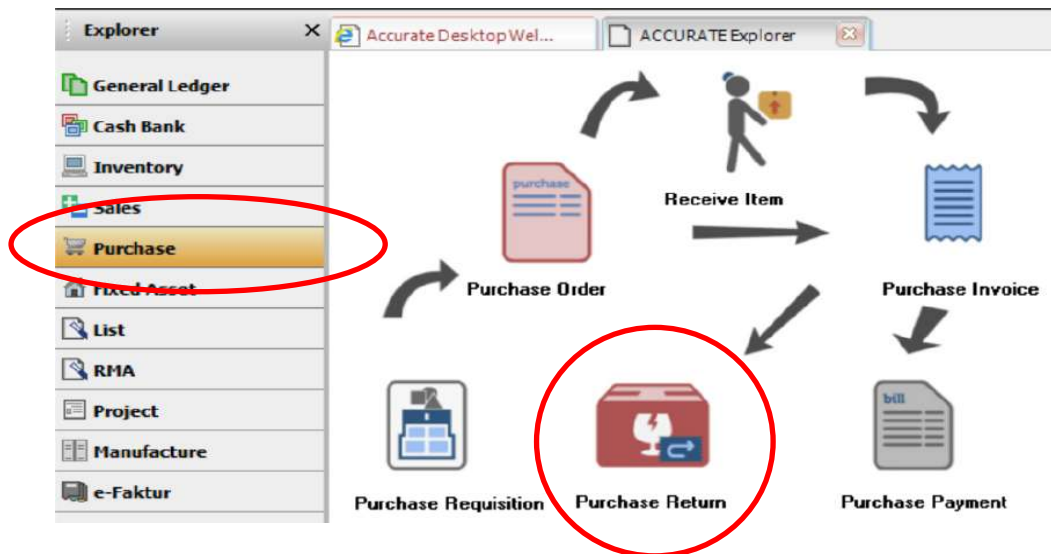 Explorer
Accurate Desktop Wel...
ACCURATE Explorer
General Ledger
Cash Bank
Inventory
Sales
Purchase
Fixed Asset
List
RMA
Project
Manufacture
e-Faktur
Receive Item
purchase
Purchase Order
Purchase Invoice
bill
Purchase Requisition
Purchase Return
Purchase Payment